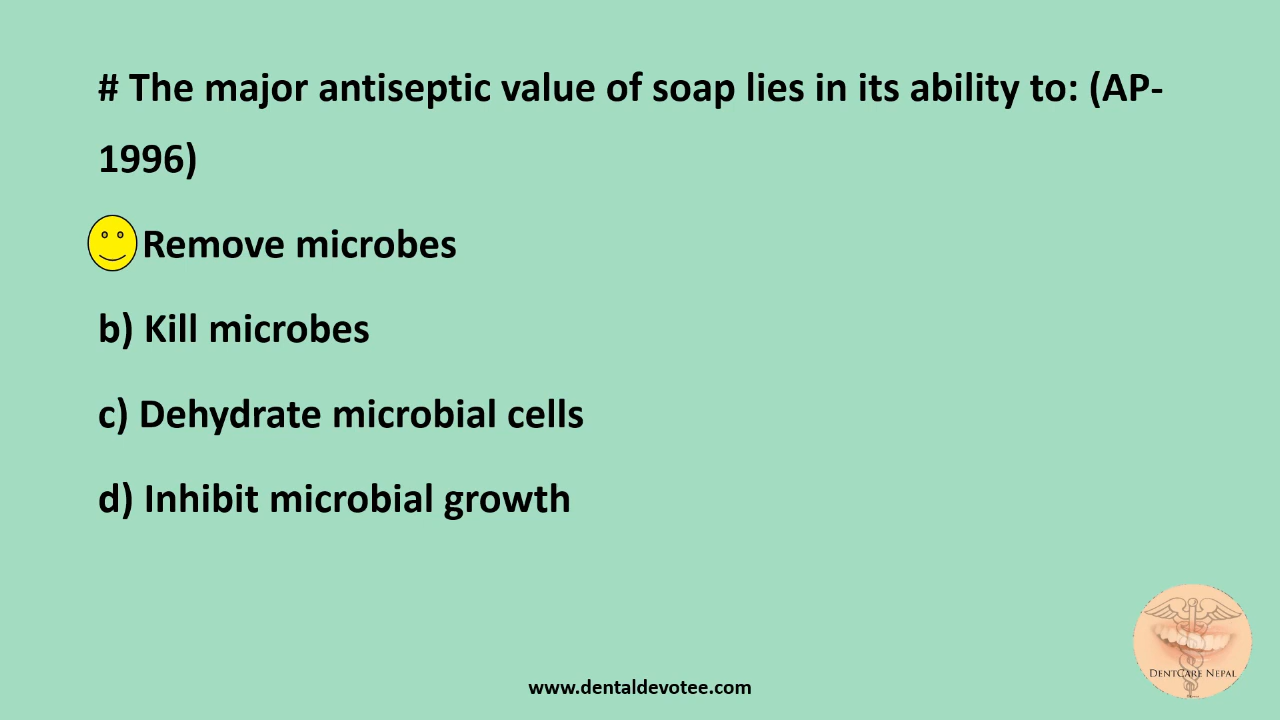 # The major antiseptic value of soap lies in its ability to: (AP-
1996)
Remove microbes
b) Kill microbes
c) Dehydrate microbial cells
d) Inhibit microbial growth
DENTCARE NEPAL
www.dentaldevotee.com